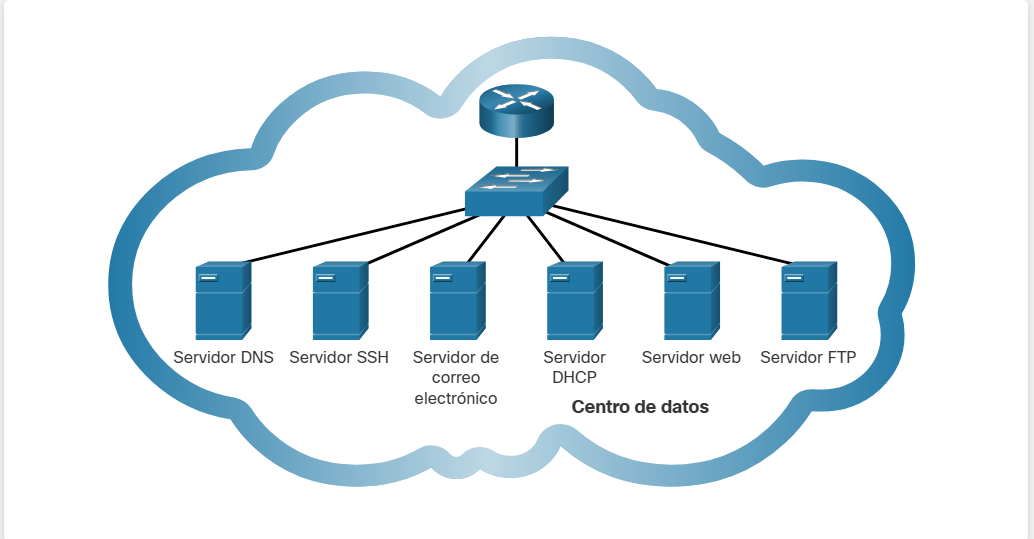 Servidor DNS
Servidor SSH
Servidor de
correo
electrónico
Servidor
DHCP
Servidor web
Servidor FTP
Centro de datos